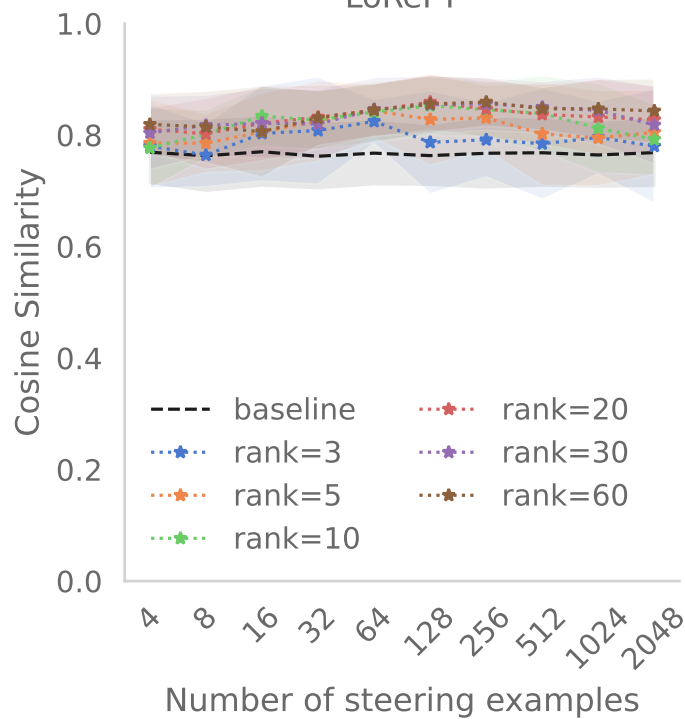 1.0
0.8
0.6
0.4
0.2
0.0
Cosine Similarity
baseline
rank=3
rank=5
rank=10
rank=20
rank=30
rank=60
4
8
16
32
64
128
256
512
1024
2048
Number of steering examples